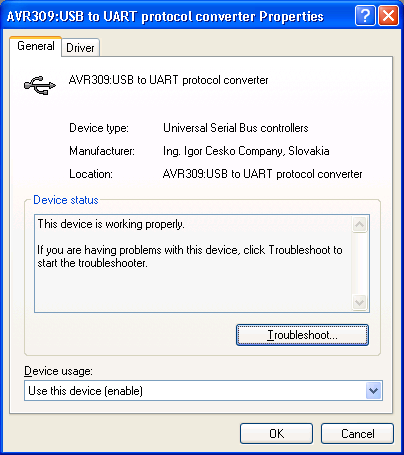 AVR309:USB to UART protocol converter Properties
General
Driver
AVR309:USB to UART protocol converter
Device type: Universal Serial Bus controllers
Manufacturer: Ing. Igor Cesko Company, Slovakia
Location: AVR309:USB to UART protocol converter
Device status
This device is working properly.
If you are having problems with this device, click Troubleshoot to
start the troubleshooter.
Troubleshoot...
Device usage:
Use this device (enable)
OK
Cancel